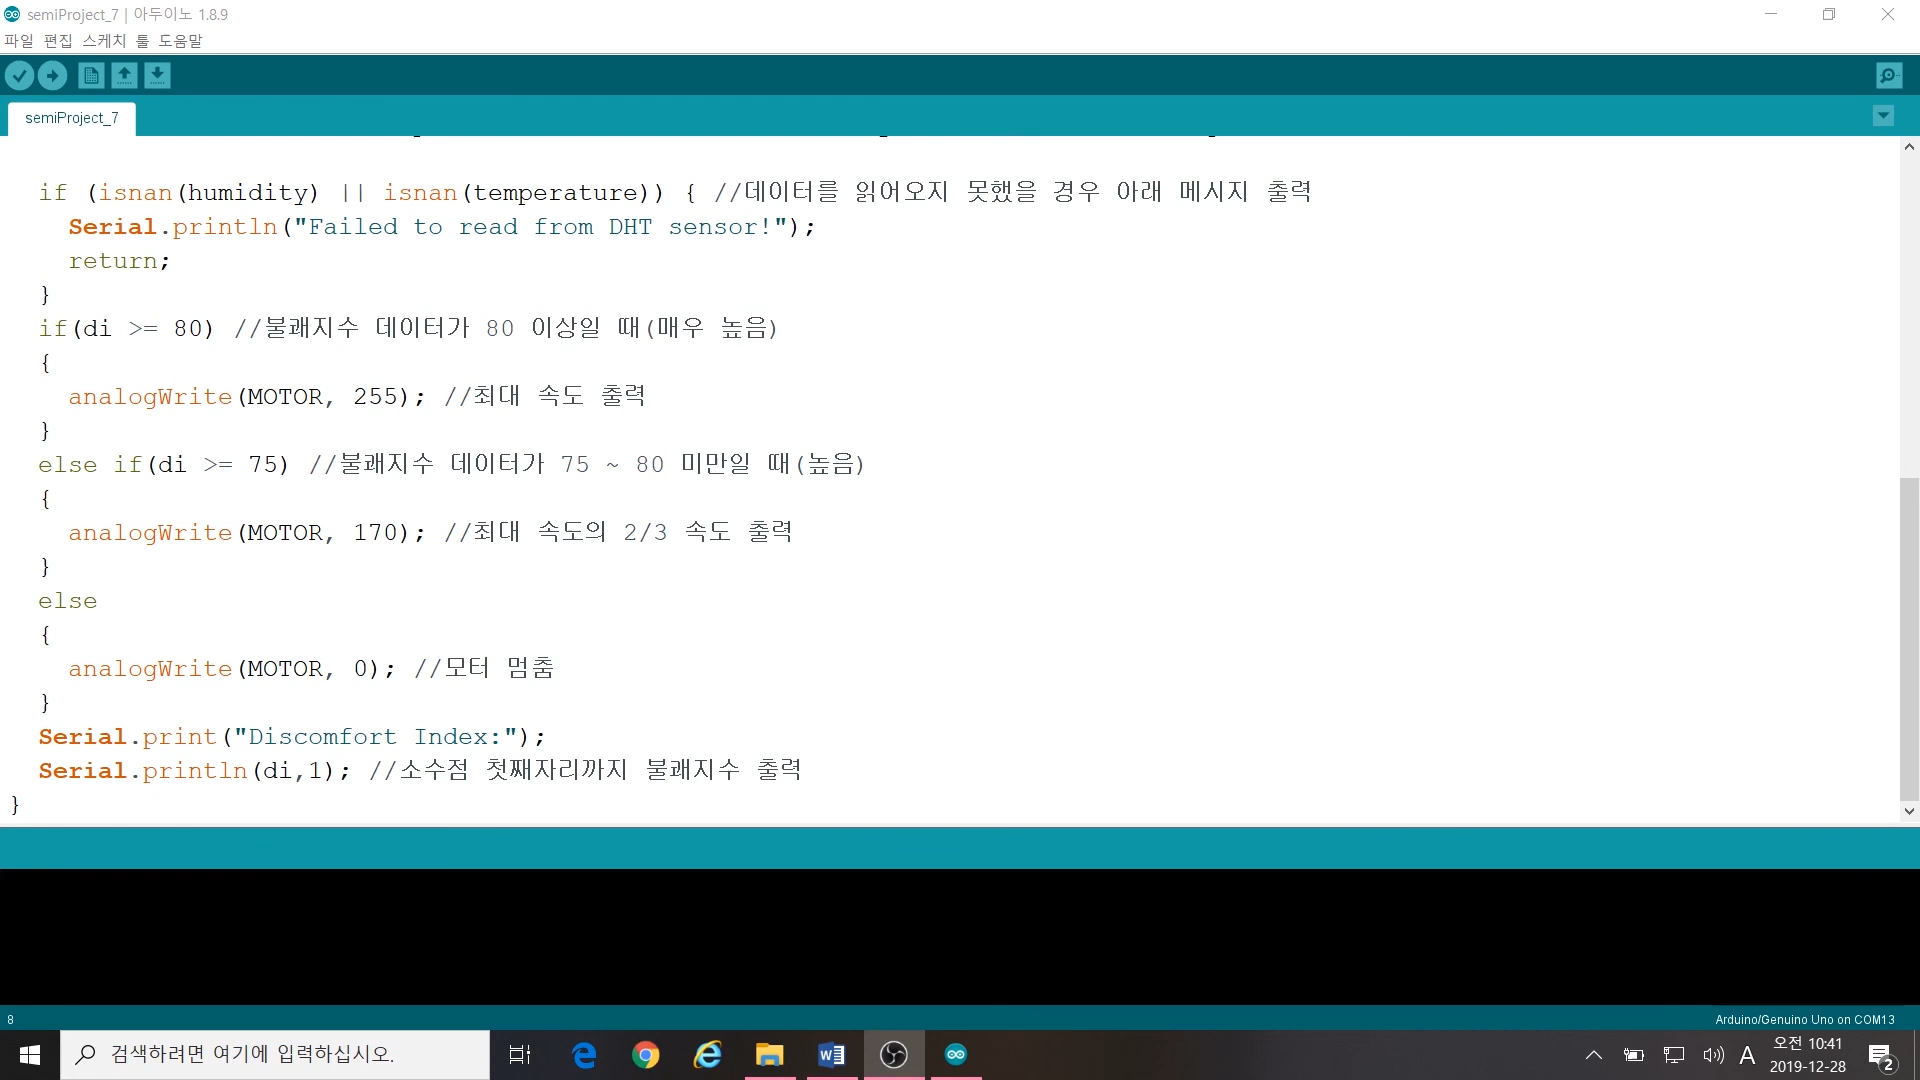 semiProject_7 | 아두이노 1.8.9
파일 편집 스케치 툴 도움말
semiProject_7
if (isnan(humidity) || isnan(temperature)) { //데이터를 읽어오지 못했을 경우 아래 메시지 출력
Serial.println("Failed to read from DHT sensor!");
return;
}
if(di >= 80) //불쾌지수 데이터가 80 이상일 때(매우 높음)
{
analogWrite(MOTOR, 255); //최대 속도 출력
}
else if(di >= 75) //불쾌지수 데이터가 75 ~ 80 미만일 때(높음)
{
analogWrite(MOTOR, 170); //최대 속도의 2/3 속도 출력
}
else
{
analogWrite(MOTOR, 0); //모터 멈춤
}
Serial.print("Discomfort Index:");
Serial.println(di,1); //소수점 첫째자리까지 불쾌지수 출력
}
8
Arduino/Genuino Uno on COM13
검색하려면 여기에 입력하십시오.
A
오전 10:41
2019-12-28
2